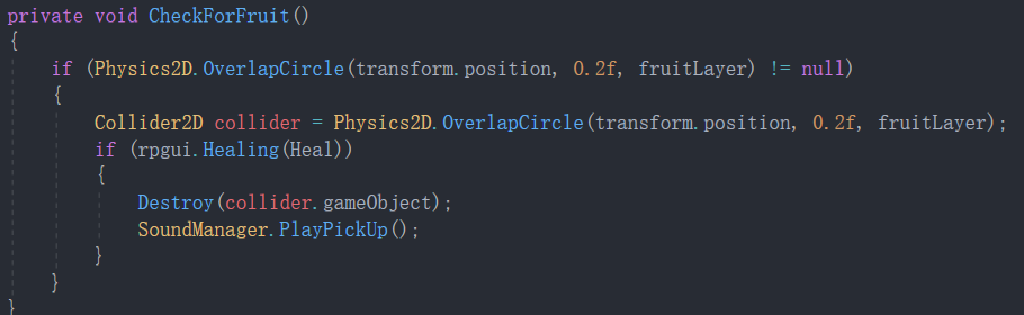 private void CheckForFruit()
{
if (Physics2D.OverlapCircle(transform.position, 0.2f, fruitLayer) != null)
{
Collider2D collider = Physics2D.OverlapCircle(transform.position, 0.2f, fruitLayer);
if (rpgui.Healing(Heal))
{
Destroy(collider.gameObject);
SoundManager.PlayPickUp();
}
}
}